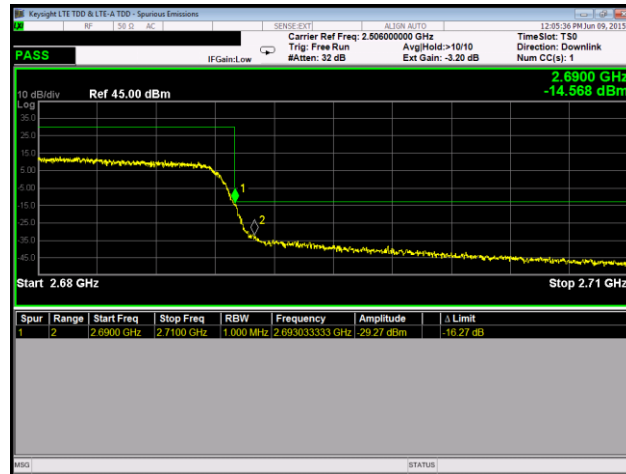 Keysight LTE TDD & LTE-A TDD - Spurious Emissions
RF 50 Ω AC SENSE:EXT ALIGN AUTO 12:05:36 PM Jun 09, 2015
Carrier Ref Freq: 2.506000000 GHz TimeSlot: TS0
Trig: Free Run Avg|Hold:>10/10 Direction: Downlink
PASS IFGain:Low #Atten: 32 dB Ext Gain: -3.20 dB Num CC(s): 1
2.6900 GHz
10 dB/div Ref 45.00 dBm -14.568 dBm
Log
35.0
25.0
15.0
5.00
-5.00
1
-15.0
-25.0
2
-35.0
-45.0
Start 2.68 GHz Stop 2.71 GHz
Spur Range Start Freq Stop Freq RBW Frequency Amplitude Δ Limit
1 2 2.6900 GHz 2.7100 GHz 1.000 MHz 2.693033333 GHz -29.27 dBm -16.27 dB
MSG STATUS